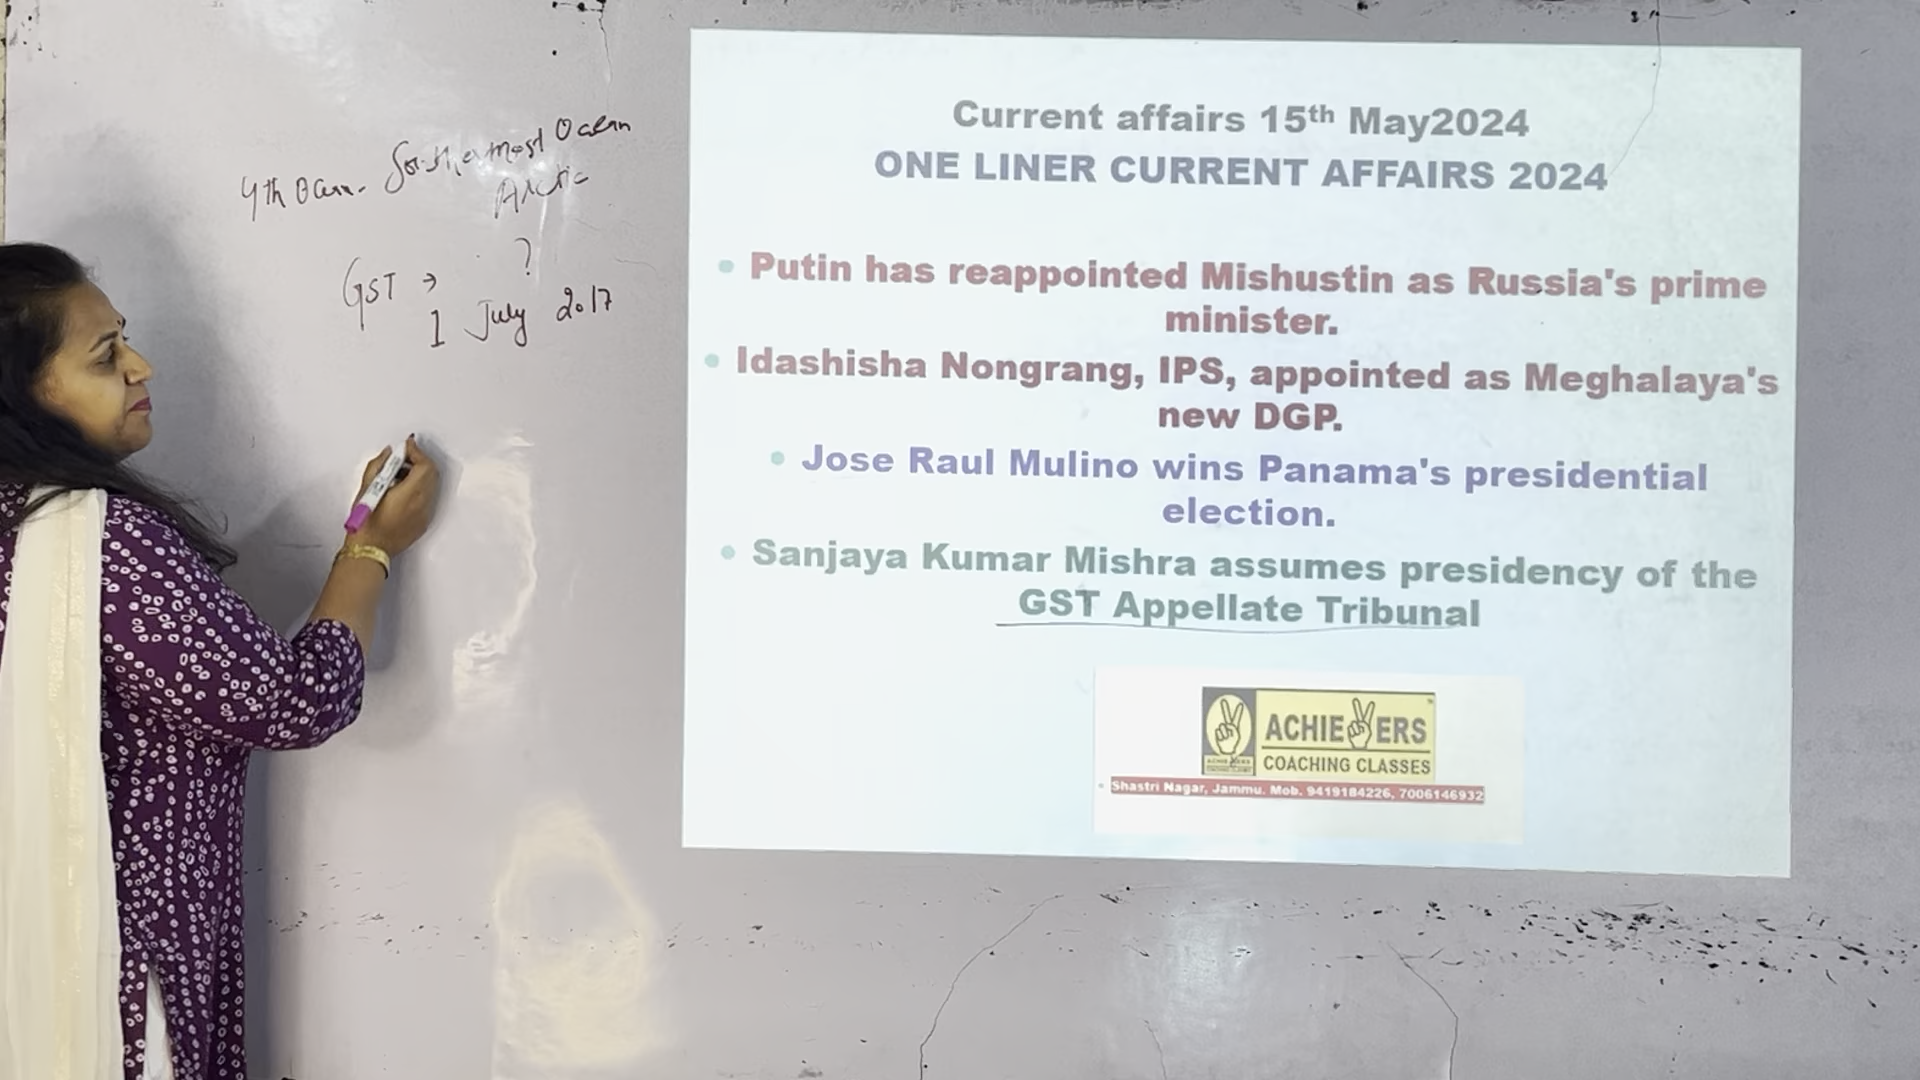 4th Ocean - Southermost Ocean
Arctic
GST → ?
1 July 2017
Current affairs 15th May2024
ONE LINER CURRENT AFFAIRS 2024
• Putin has reappointed Mishustin as Russia's prime
minister.
• Idashisha Nongrang, IPS, appointed as Meghalaya's
new DGP.
• Jose Raul Mulino wins Panama's presidential
election.
• Sanjaya Kumar Mishra assumes presidency of the
GST Appellate Tribunal
ACHIEVERS
COACHING CLASSES
• Shastri Nagar, Jammu. Mob. 9419184226, 7006146932